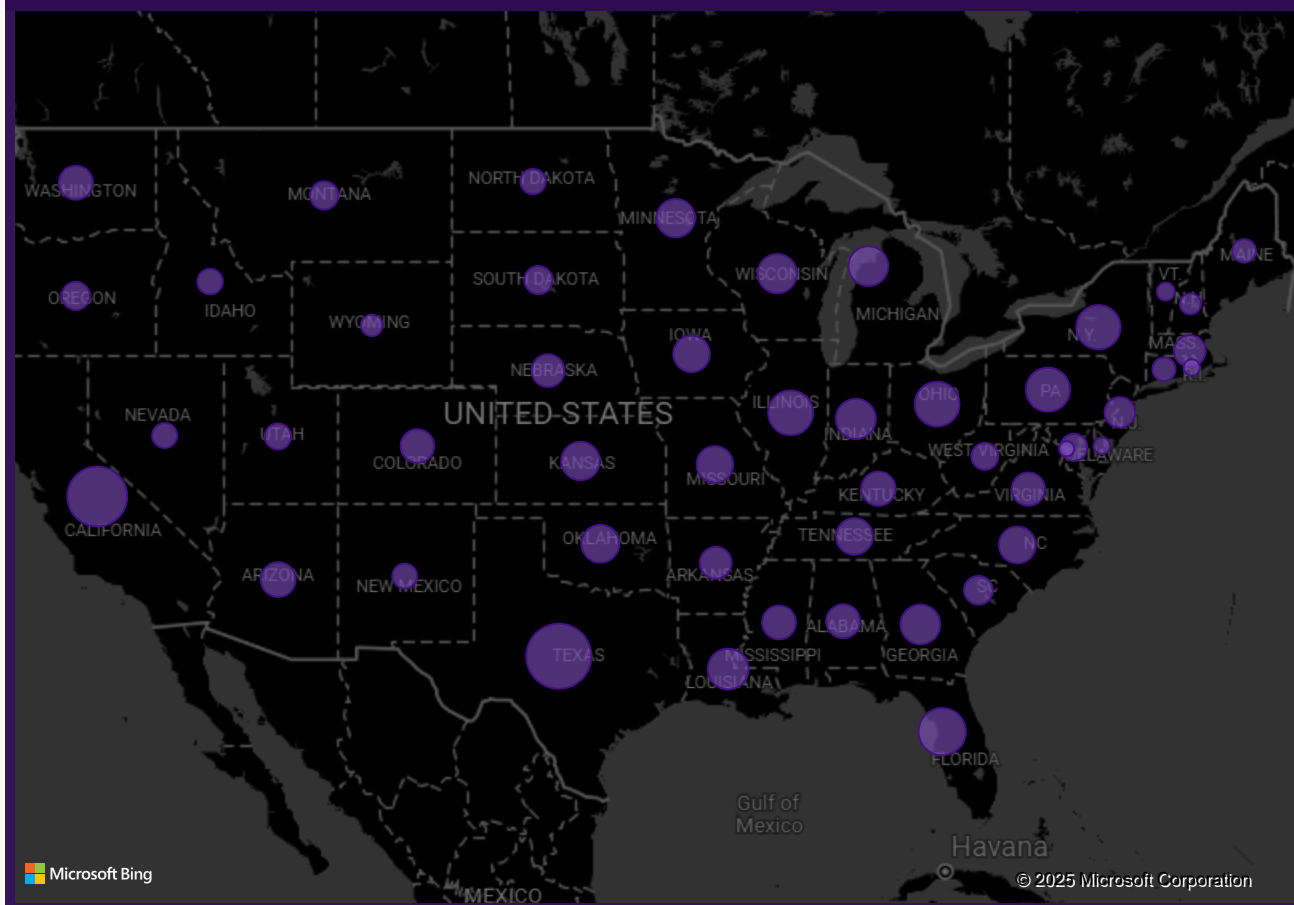 WASHINGTON
MONTANA
NORTH DAKOTA
MINNESOTA
OREGON
IDAHO
WYOMING
SOUTH DAKOTA
WISCONSIN
MICHIGAN
VT.
N.H.
MAINE
N.Y.
MASS.
R.I.
IOWA
NEBRASKA
UNITED STATES
NEVADA
UTAH
COLORADO
KANSAS
MISSOURI
ILLINOIS
INDIANA
OHIO
PA
N.J.
WEST VIRGINIA
DELAWARE
KENTUCKY
VIRGINIA
CALIFORNIA
ARIZONA
NEW MEXICO
OKLAHOMA
ARKANSAS
TENNESSEE
NC
SC
TEXAS
LOUISIANA
MISSISSIPPI
ALABAMA
GEORGIA
FLORIDA
Gulf of
Mexico
Havana
MEXICO
Microsoft Bing
© 2025 Microsoft Corporation